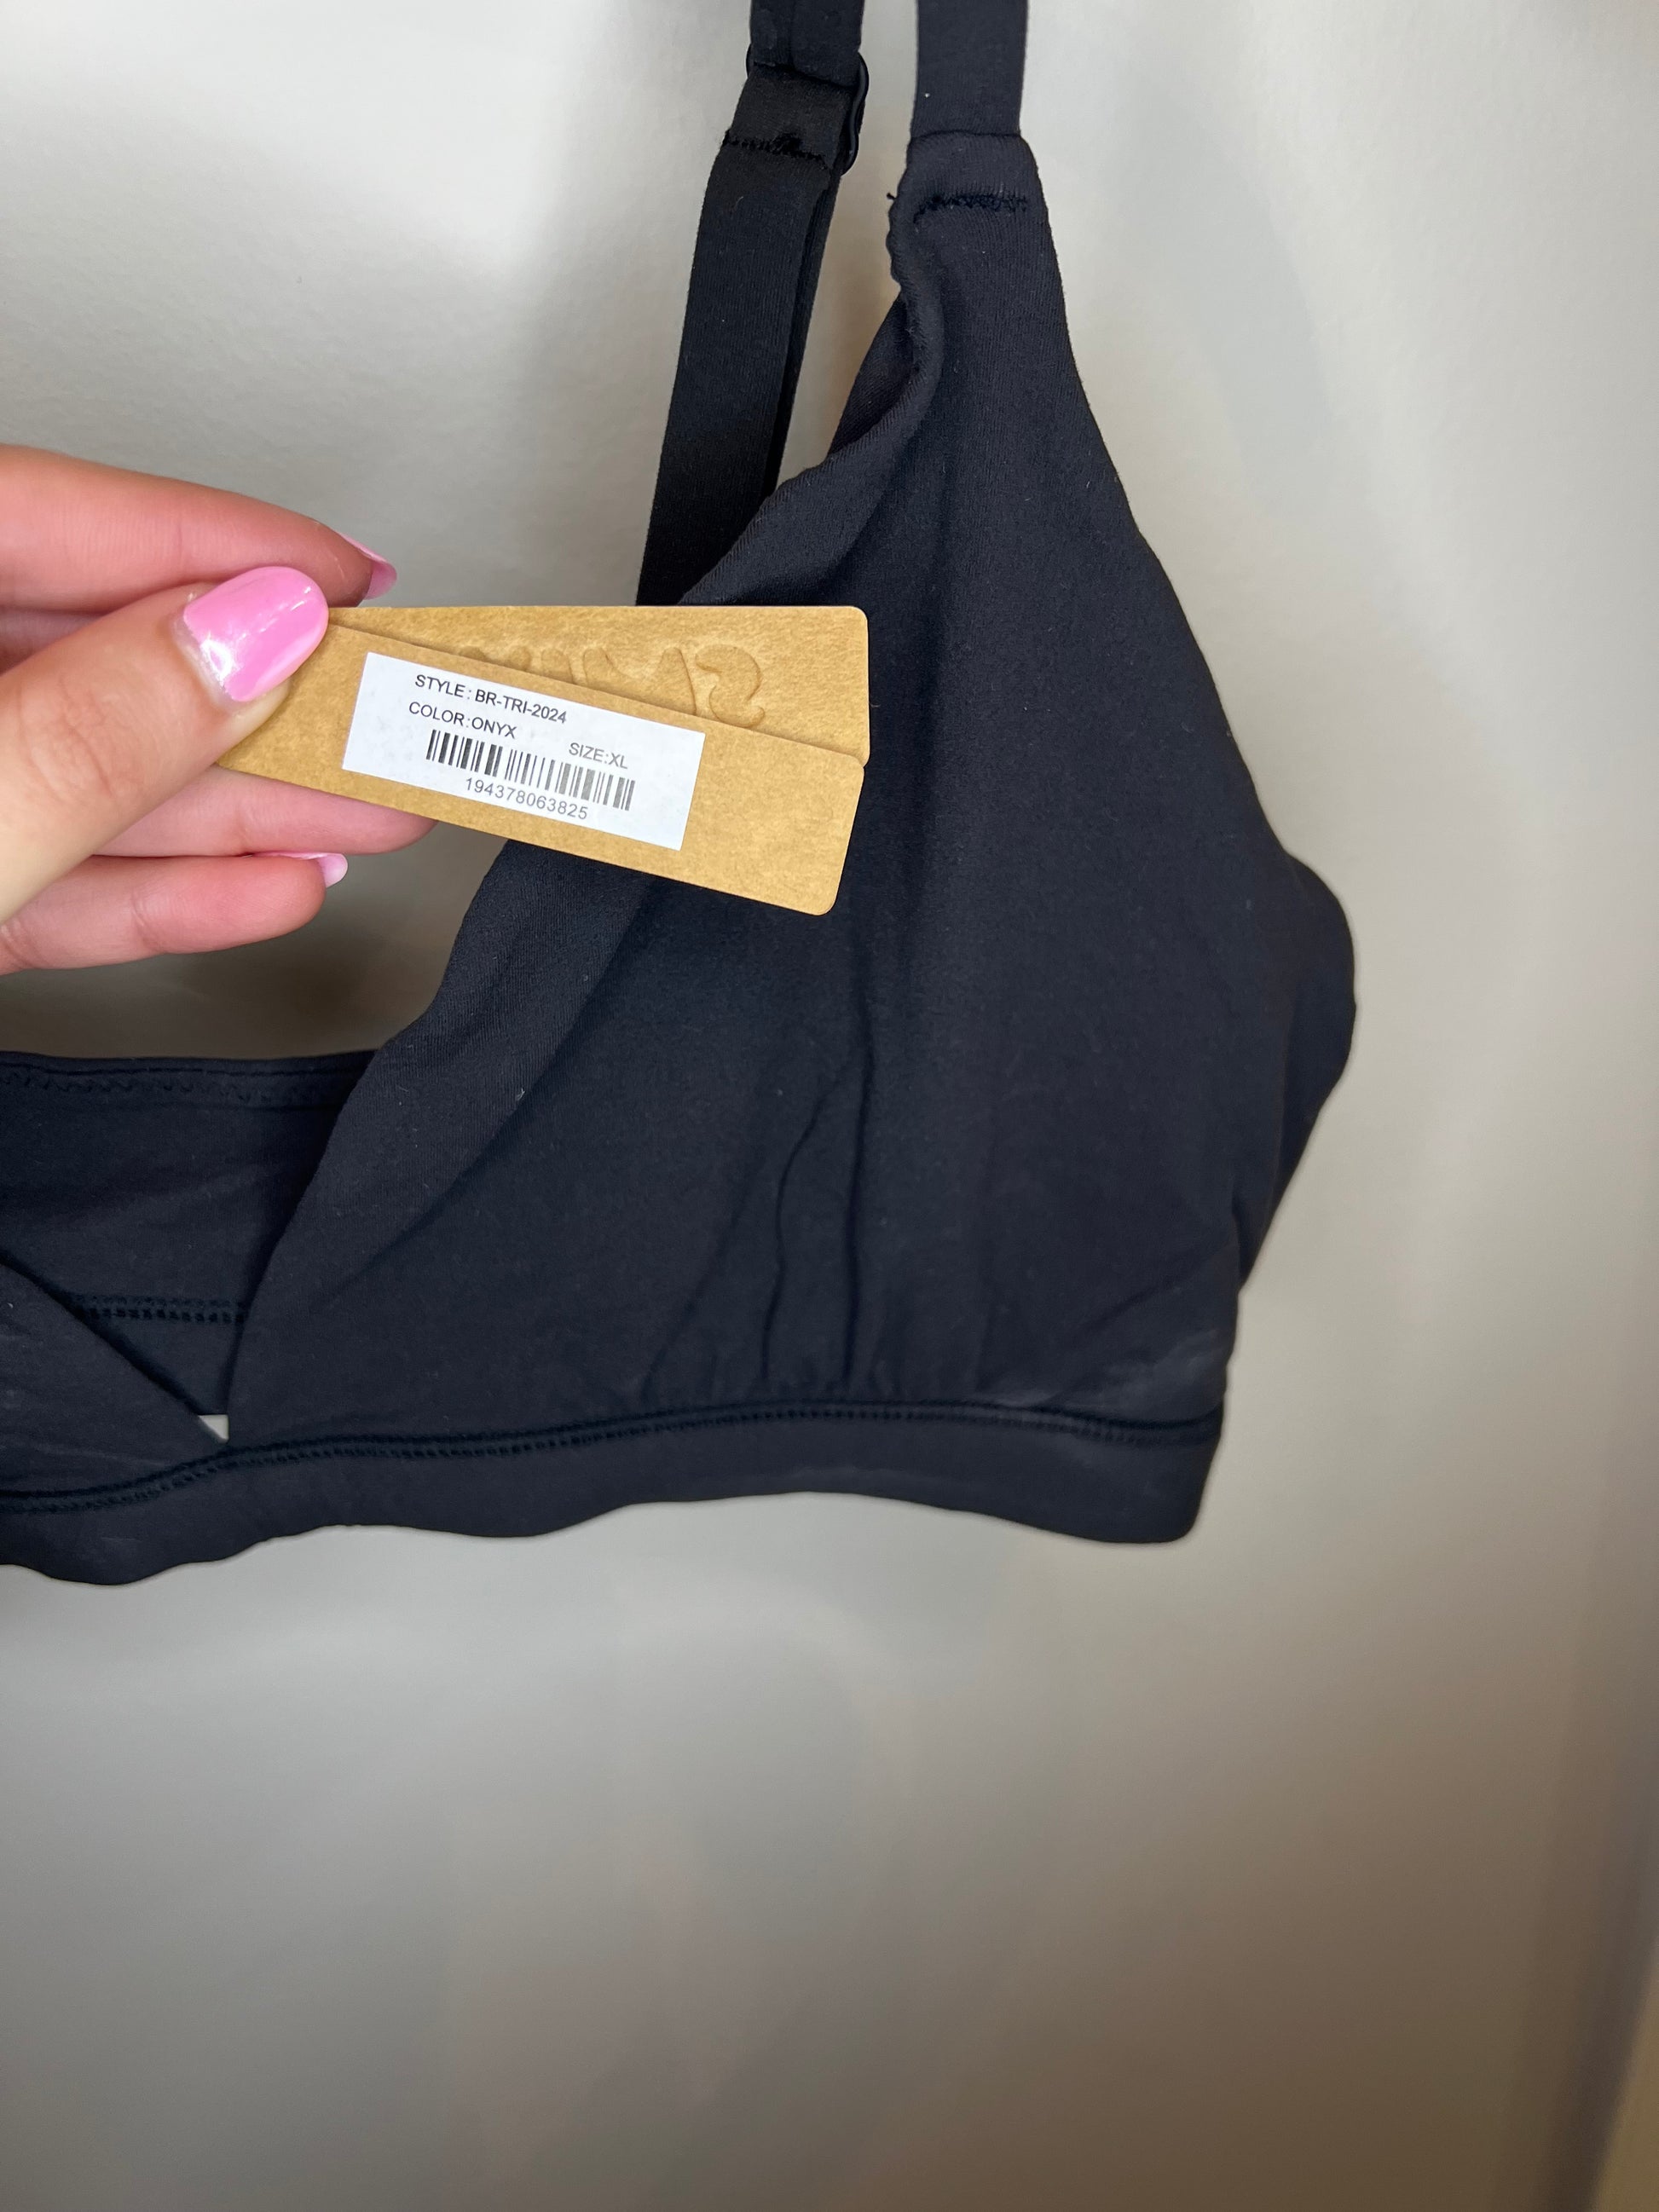 STYLE: BR-TRI-2024
COLOR:ONYX
SIZE:XL
194378063825